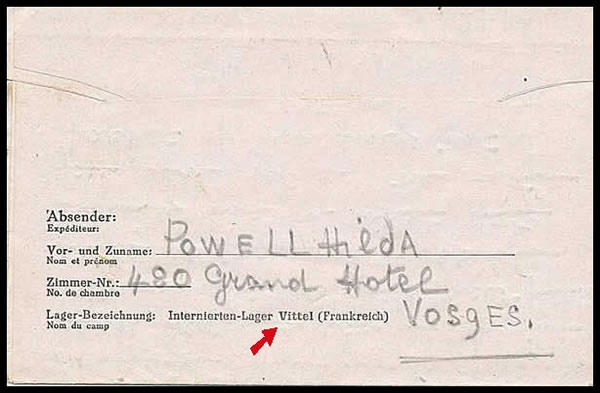 Absender:
Expéditeur:
Vor- und Zuname: POWELL HildA
Nom et prénom
Zimmer-Nr.: 480 Grand Hotel
No. de chambre
Lager-Bezeichnung: Internierten-Lager Vittel (Frankreich) VOSgES.
Nom du camp